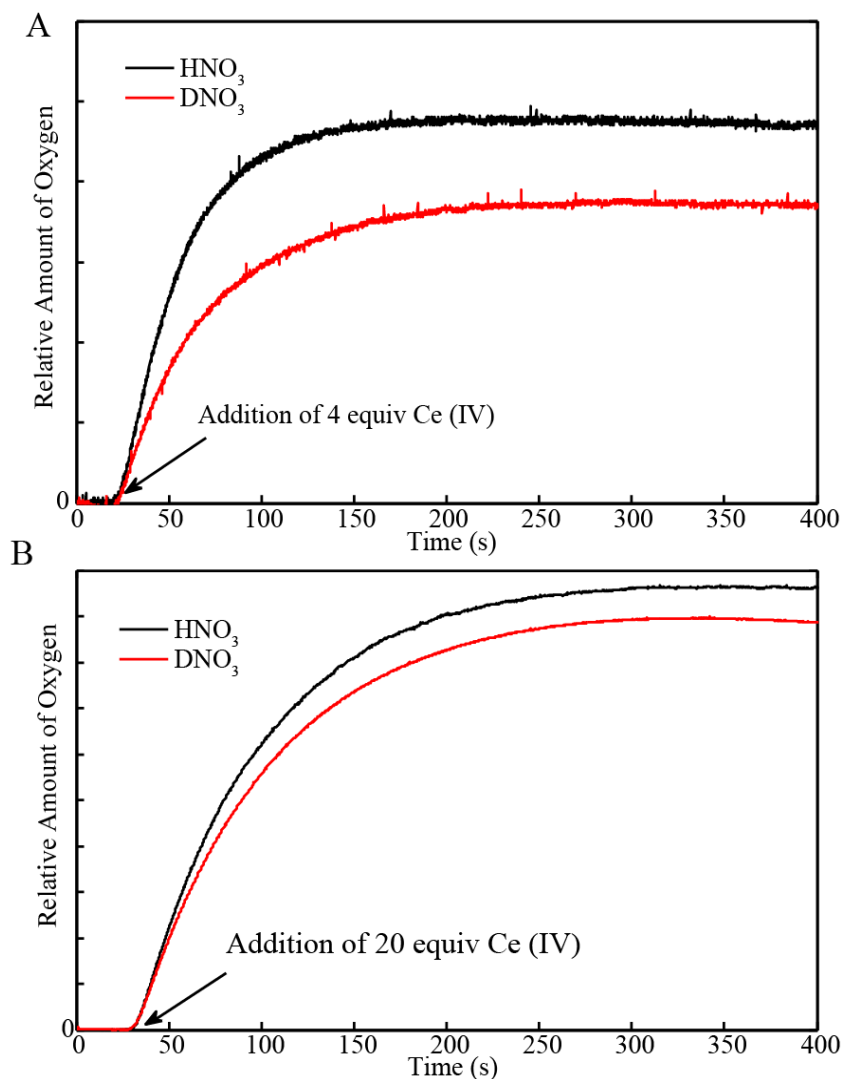 A
HNO3
DNO3
Relative Amount of Oxygen
Addition of 4 equiv Ce (IV)
0
0 50 100 150 200 250 300 350 400
Time (s)
B
HNO3
DNO3
Relative Amount of Oxygen
Addition of 20 equiv Ce (IV)
0
0 50 100 150 200 250 300 350 400
Time (s)